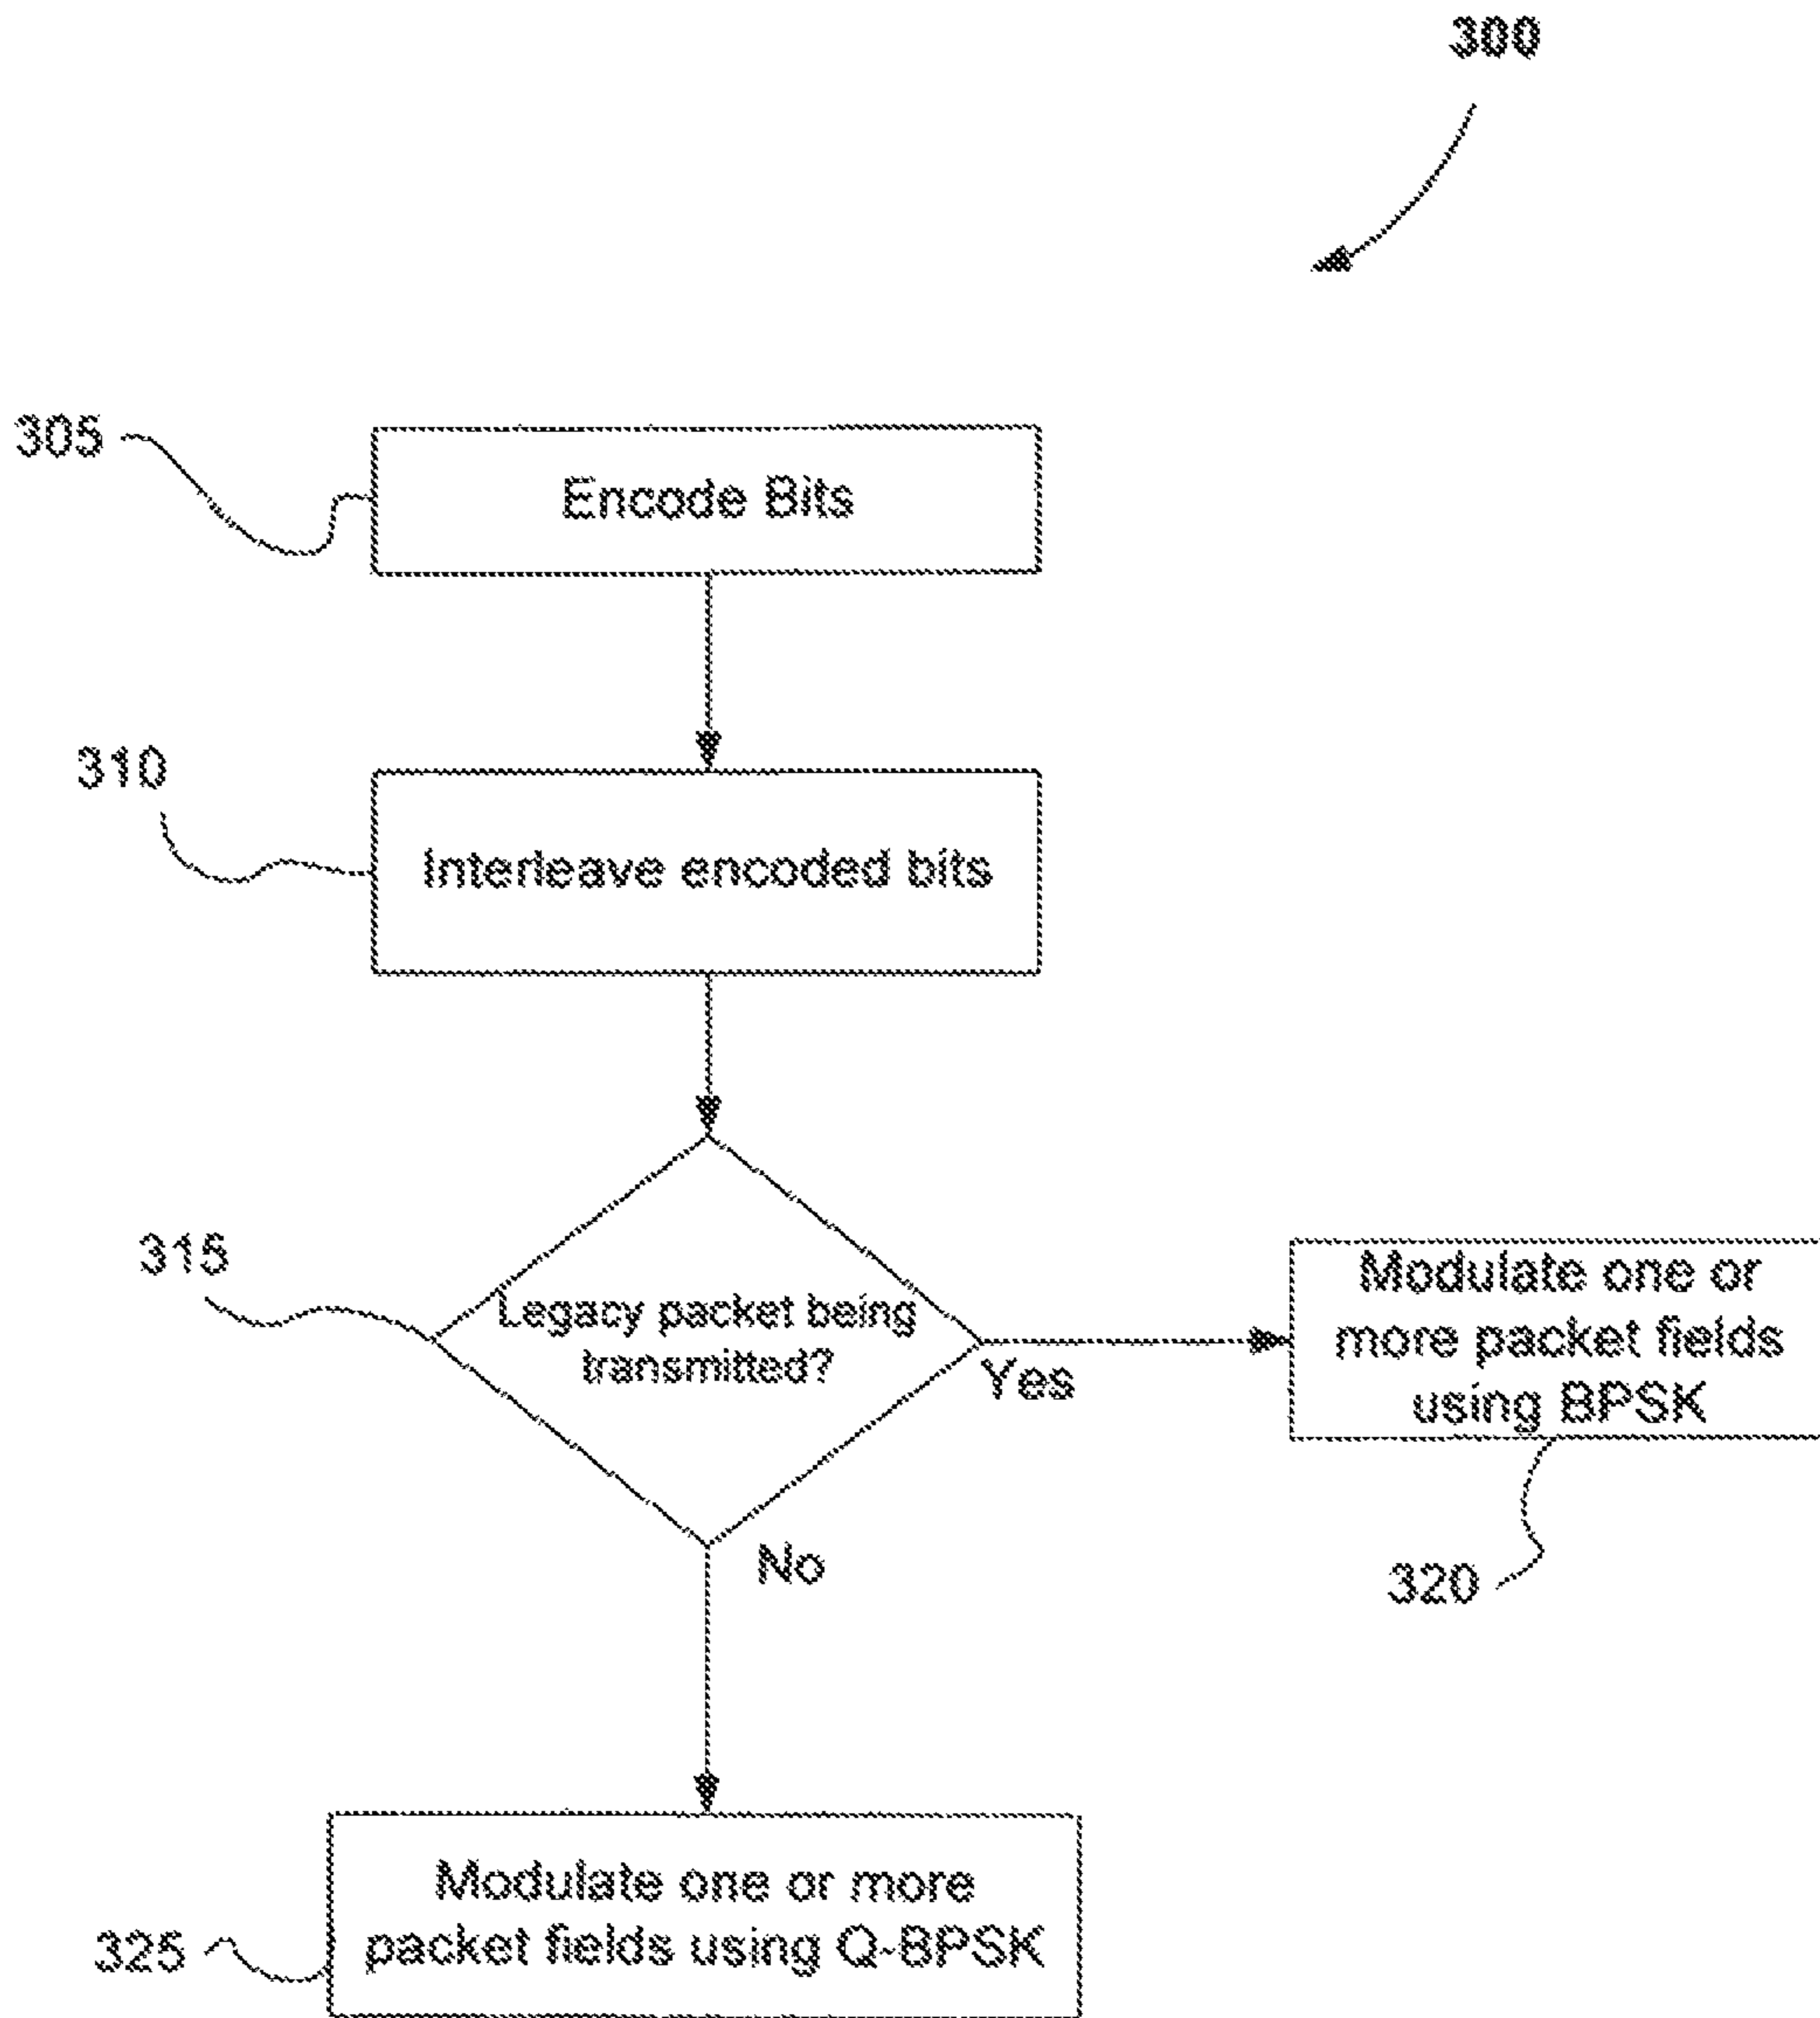 300
305
Encode Bits
310
Interleave encoded bits
315
Legacy packet being
transmitted?
Yes
Modulate one or
more packet fields
using BPSK
No
320
Modulate one or more
packet fields using Q-BPSK
325